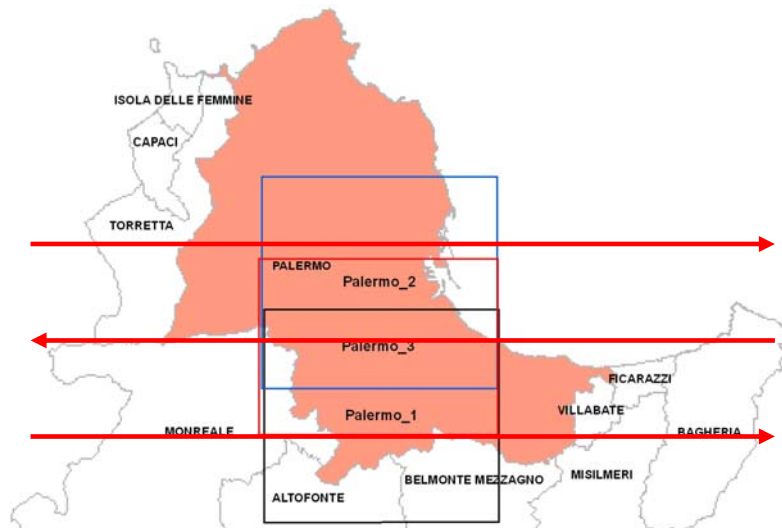 ISOLA DELLE FEMMINE
CAPACI
TORRETTA
PALERMO
Palermo_2
Palermo_3
FICARAZZI
Palermo_1
VILLABATE
MONREALE
BAGHERIA
MISILMERI
BELMONTE MEZZAGNO
ALTOFONTE